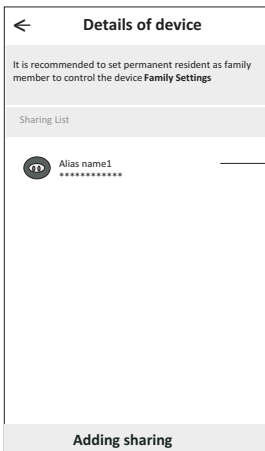 Details of device
It is recommended to set permanent resident as family
member to control the device Family Settings
Sharing List
Alias name1
************
Adding sharing